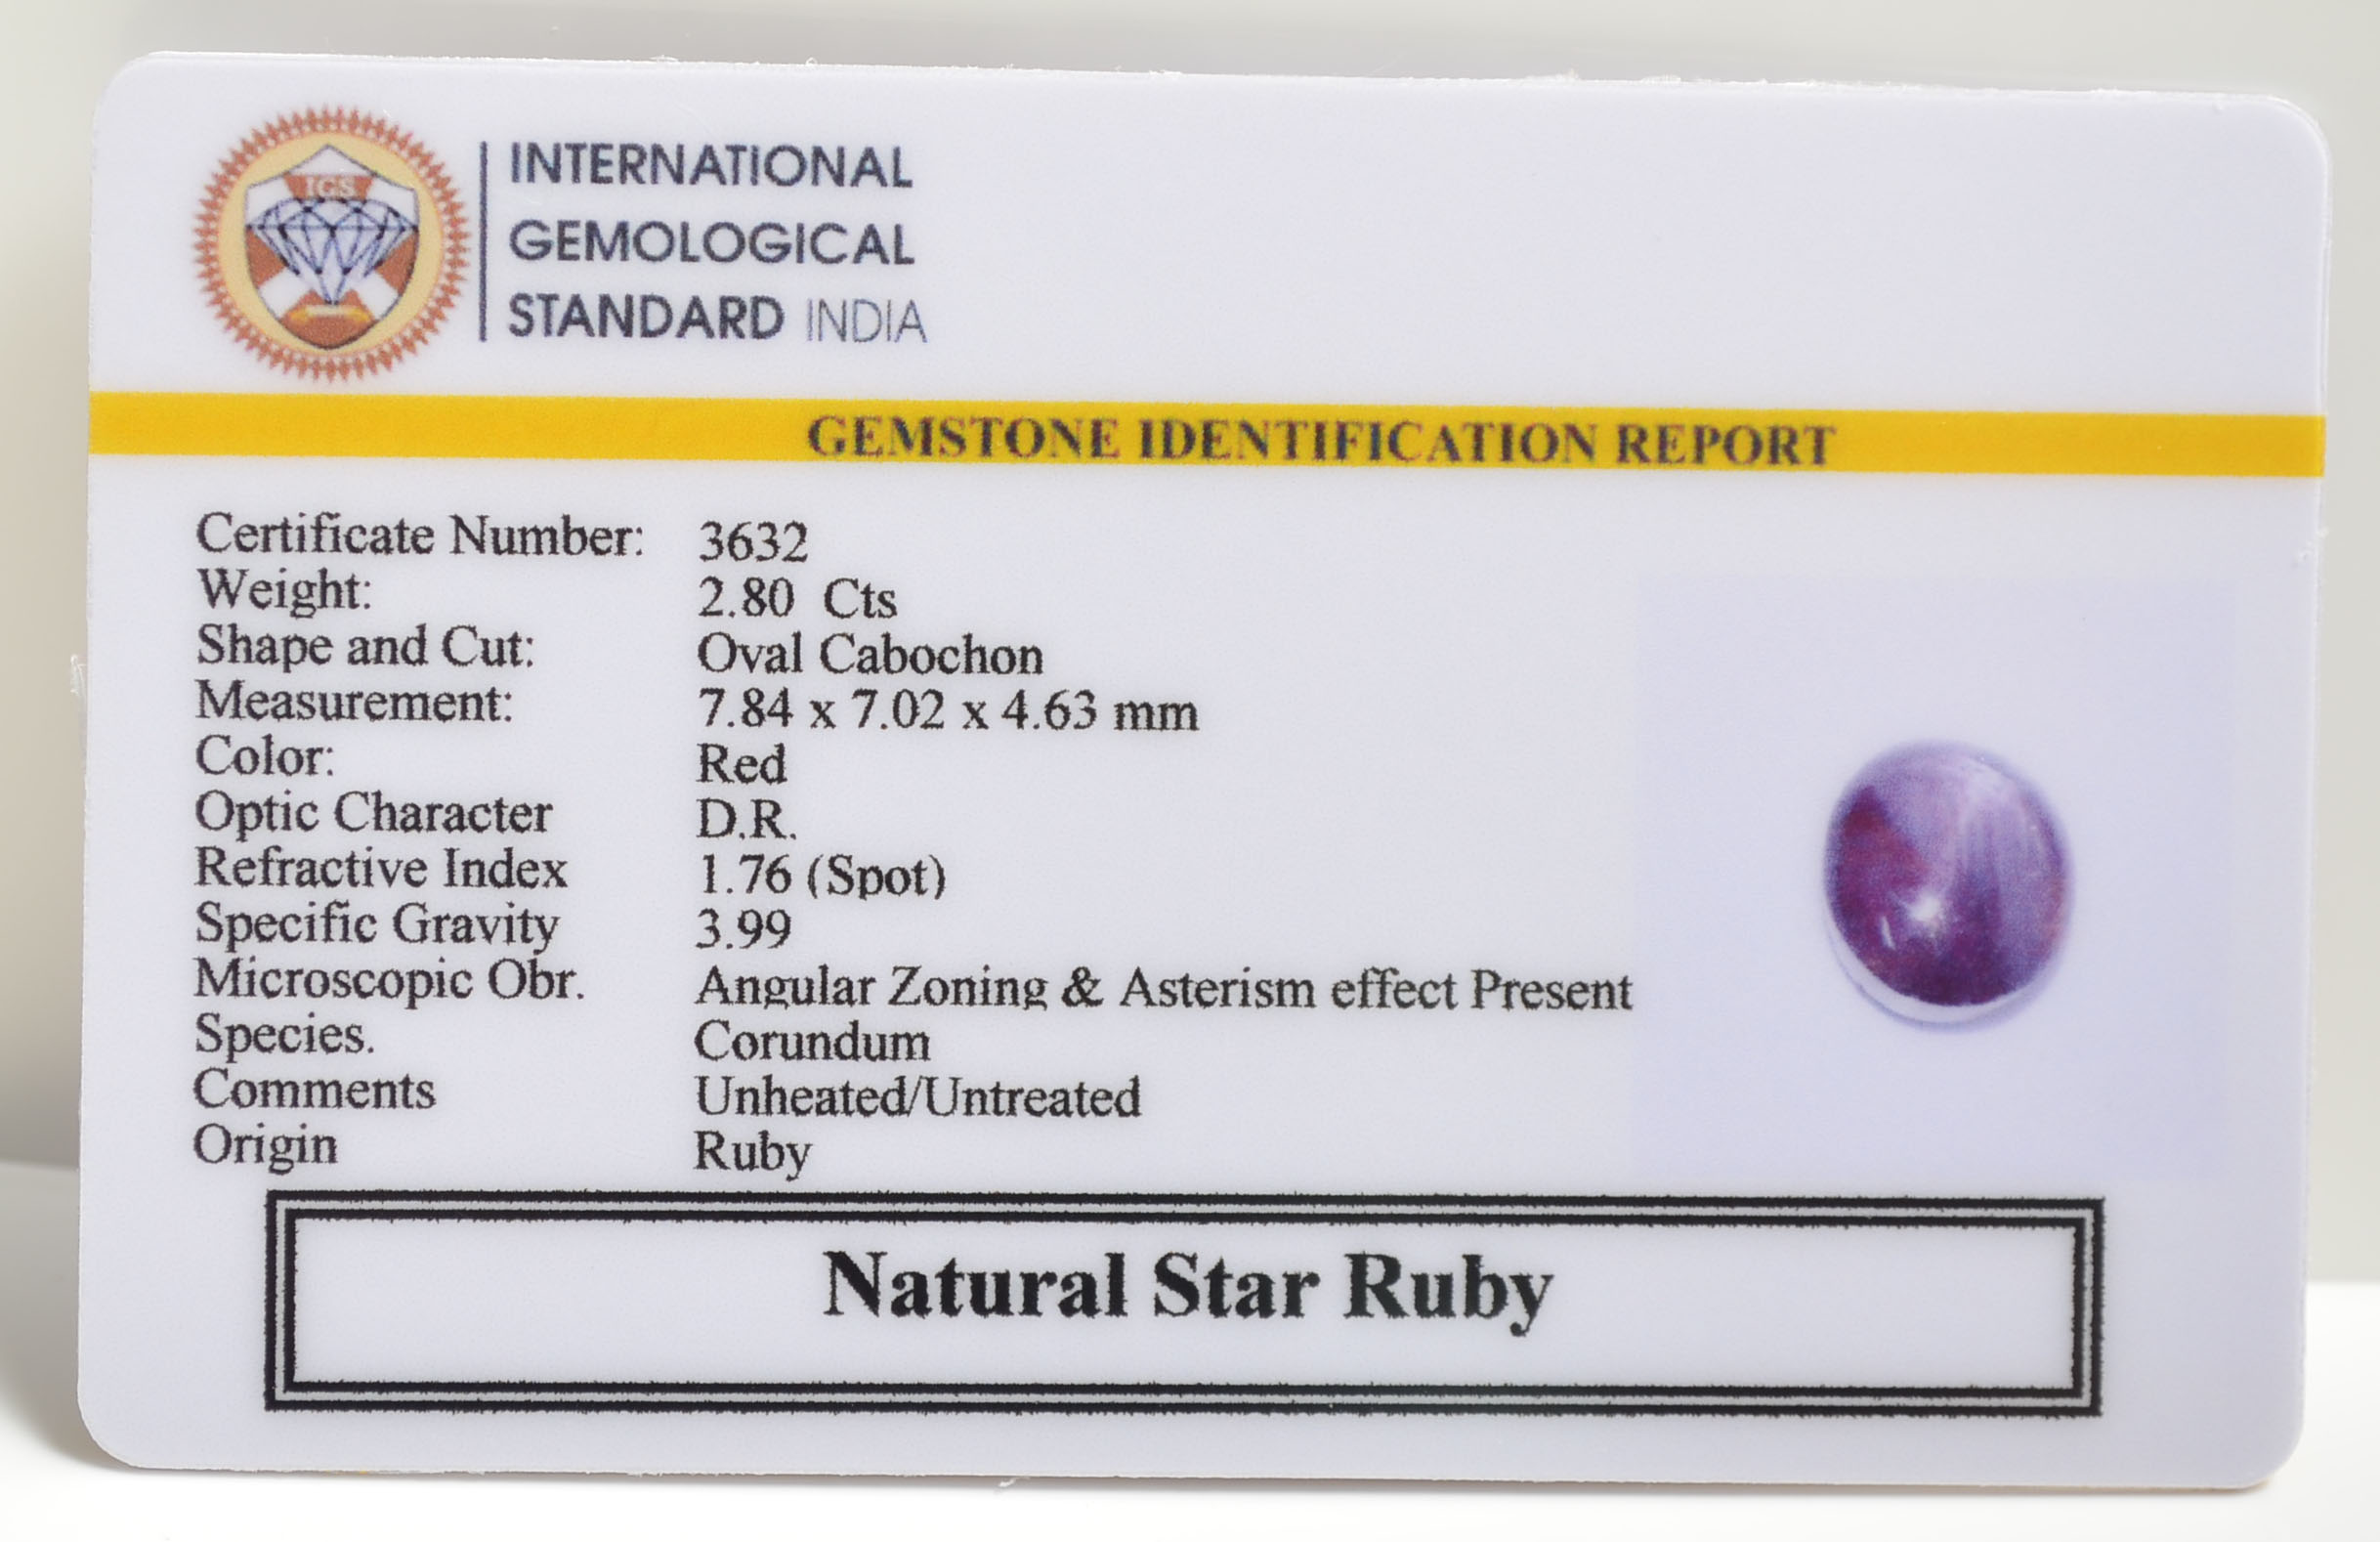 IGS
INTERNATIONAL
GEMOLOGICAL
STANDARD INDIA
GEMSTONE IDENTIFICATION REPORT
Certificate Number: 3632
Weight: 2.80 Cts
Shape and Cut: Oval Cabochon
Measurement: 7.84 x 7.02 x 4.63 mm
Color: Red
Optic Character D.R.
Refractive Index 1.76 (Spot)
Specific Gravity 3.99
Microscopic Obr. Angular Zoning & Asterism effect Present
Species. Corundum
Comments Unheated/Untreated
Origin Ruby
Natural Star Ruby